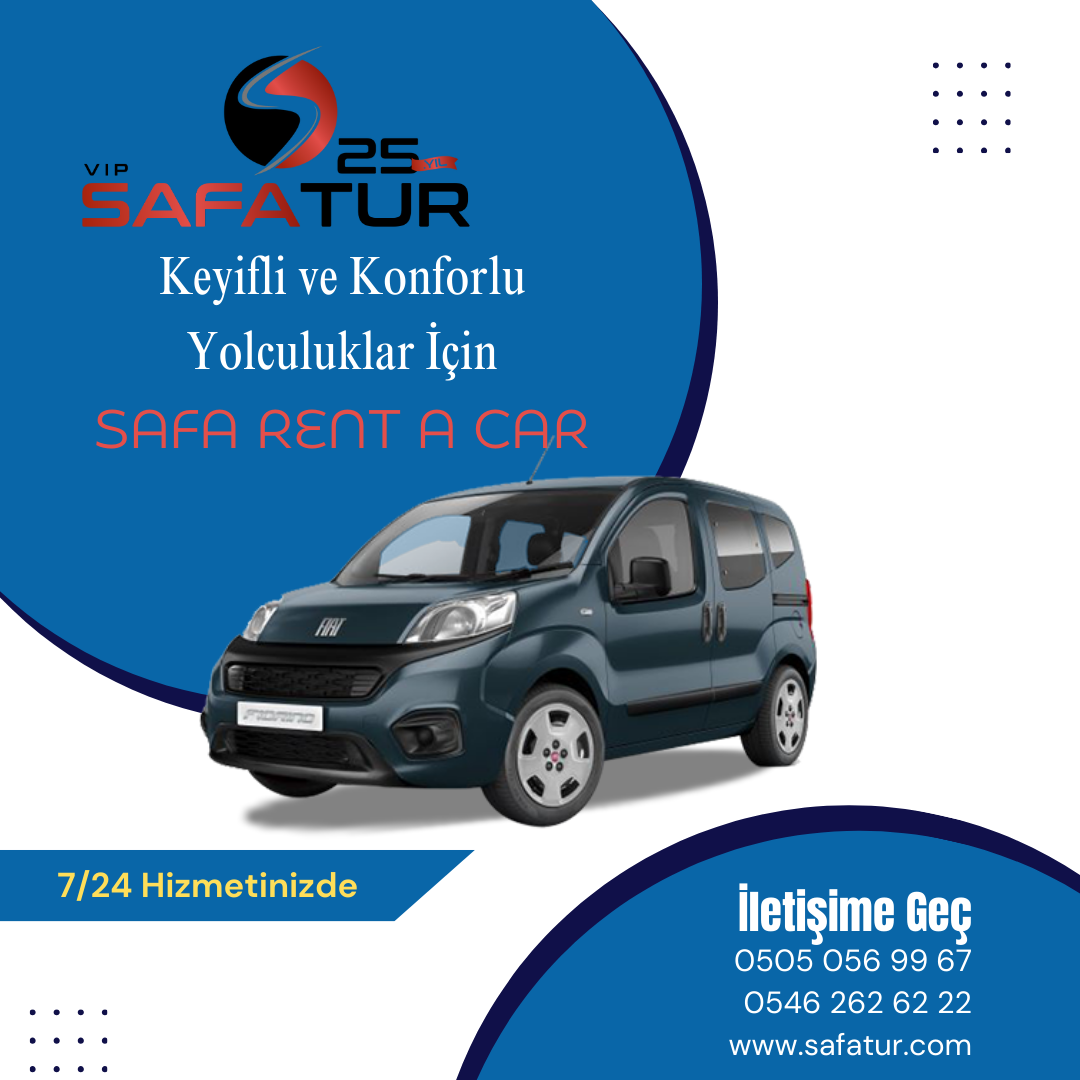 VIP
25
YIL
SAFATUR
Keyifli ve Konforlu
Yolculuklar İçin
SAFA RENT A CAR
FIAT
FIORINO
7/24 Hizmetinizde
İletişime Geç
0505 056 99 67
0546 262 62 22
www.safatur.com